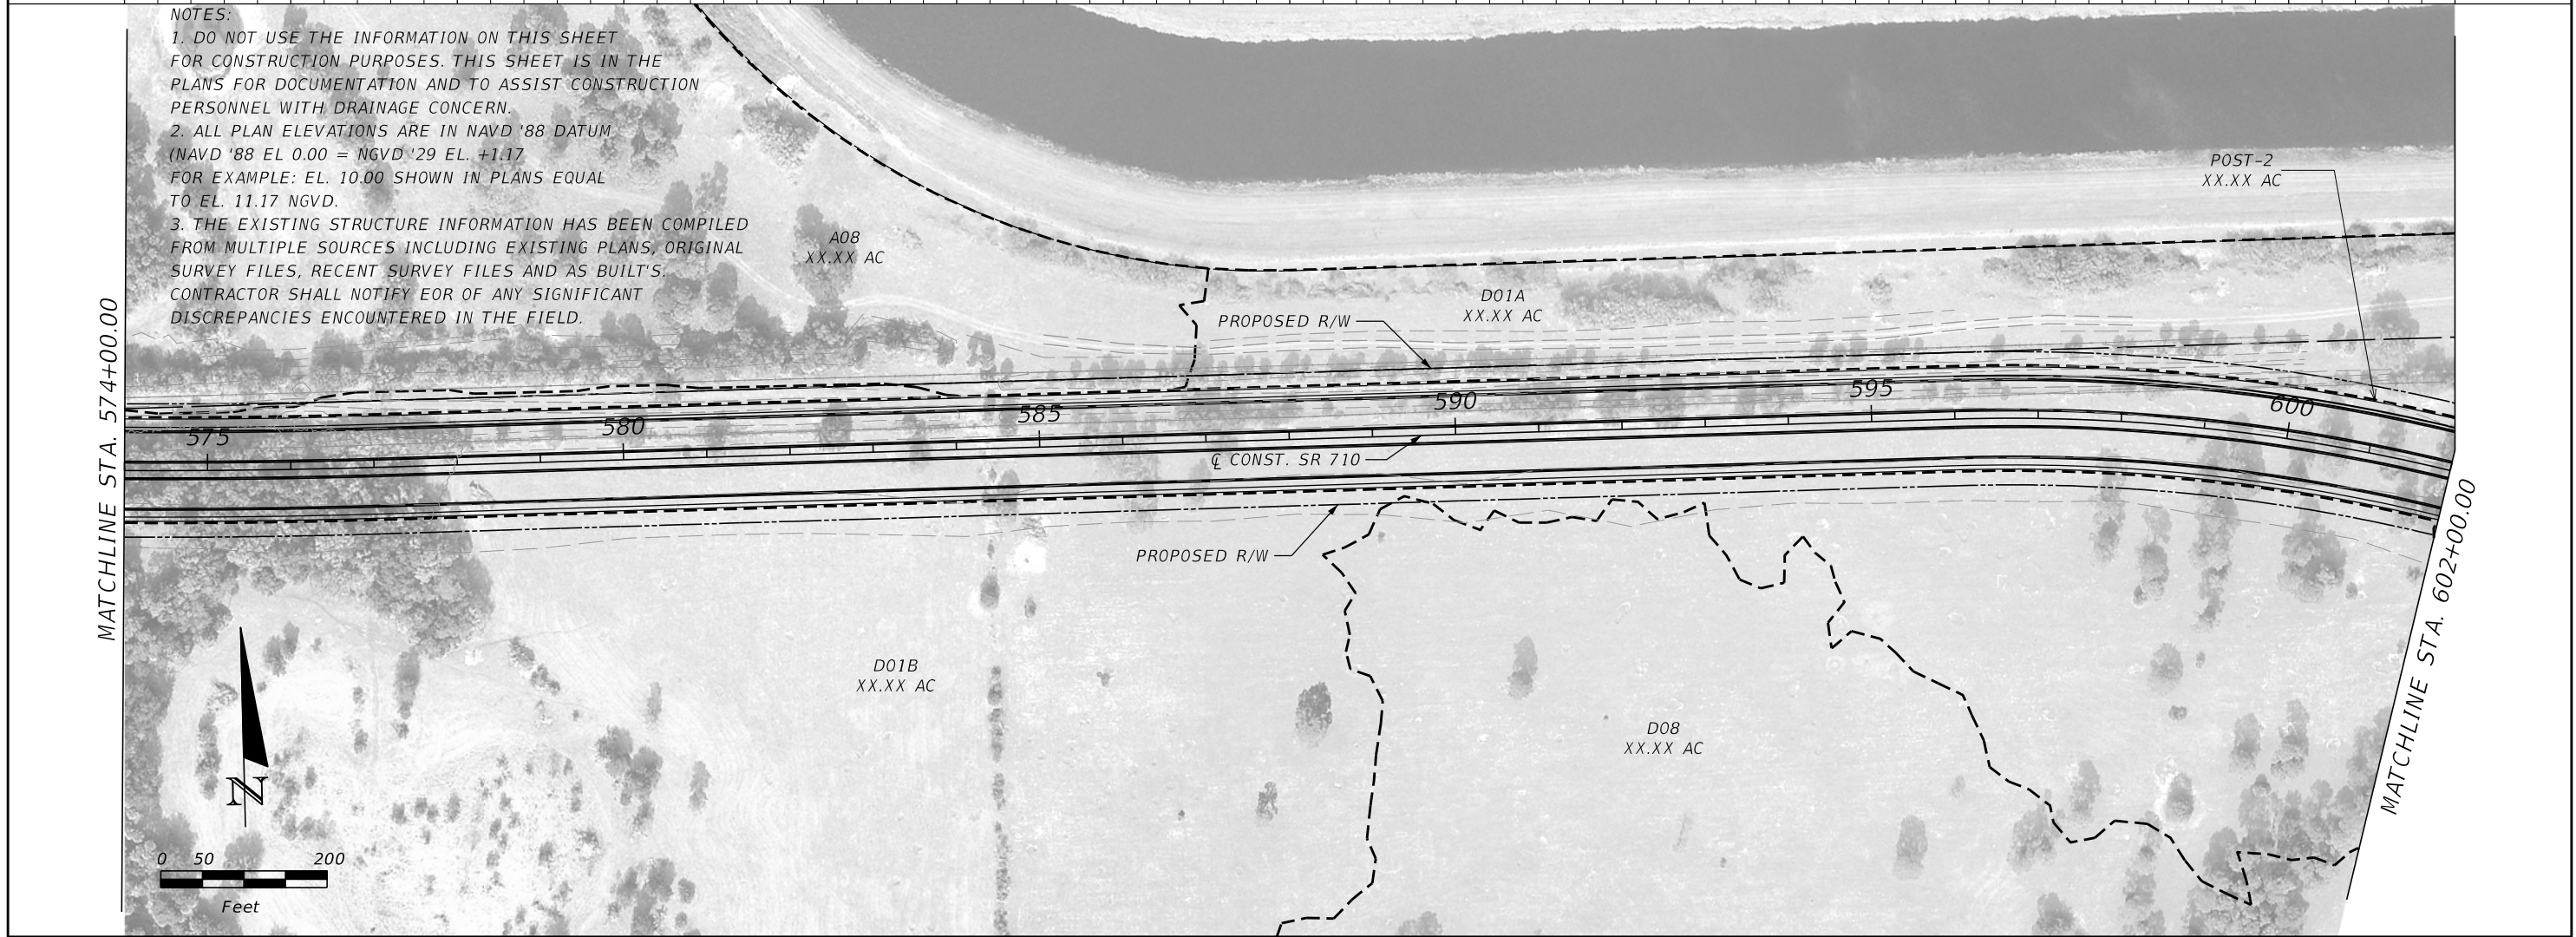 NOTES:
1. DO NOT USE THE INFORMATION ON THIS SHEET
FOR CONSTRUCTION PURPOSES. THIS SHEET IS IN THE
PLANS FOR DOCUMENTATION AND TO ASSIST CONSTRUCTION
PERSONNEL WITH DRAINAGE CONCERN.
2. ALL PLAN ELEVATIONS ARE IN NAVD '88 DATUM
(NAVD '88 EL 0.00 = NGVD '29 EL. +1.17
FOR EXAMPLE: EL. 10.00 SHOWN IN PLANS EQUAL
TO EL. 11.17 NGVD.
3. THE EXISTING STRUCTURE INFORMATION HAS BEEN COMPILED
FROM MULTIPLE SOURCES INCLUDING EXISTING PLANS, ORIGINAL
SURVEY FILES, RECENT SURVEY FILES AND AS BUILT'S.
CONTRACTOR SHALL NOTIFY EOR OF ANY SIGNIFICANT
DISCREPANCIES ENCOUNTERED IN THE FIELD.
POST-2
XX.XX AC
A08
XX.XX AC
D01A
XX.XX AC
PROPOSED R/W
MATCHLINE STA. 574+00.00
575
580
585
590
595
600
℄ CONST. SR 710
PROPOSED R/W
MATCHLINE STA. 602+00.00
D01B
XX.XX AC
D08
XX.XX AC
N
0 50 200
Feet